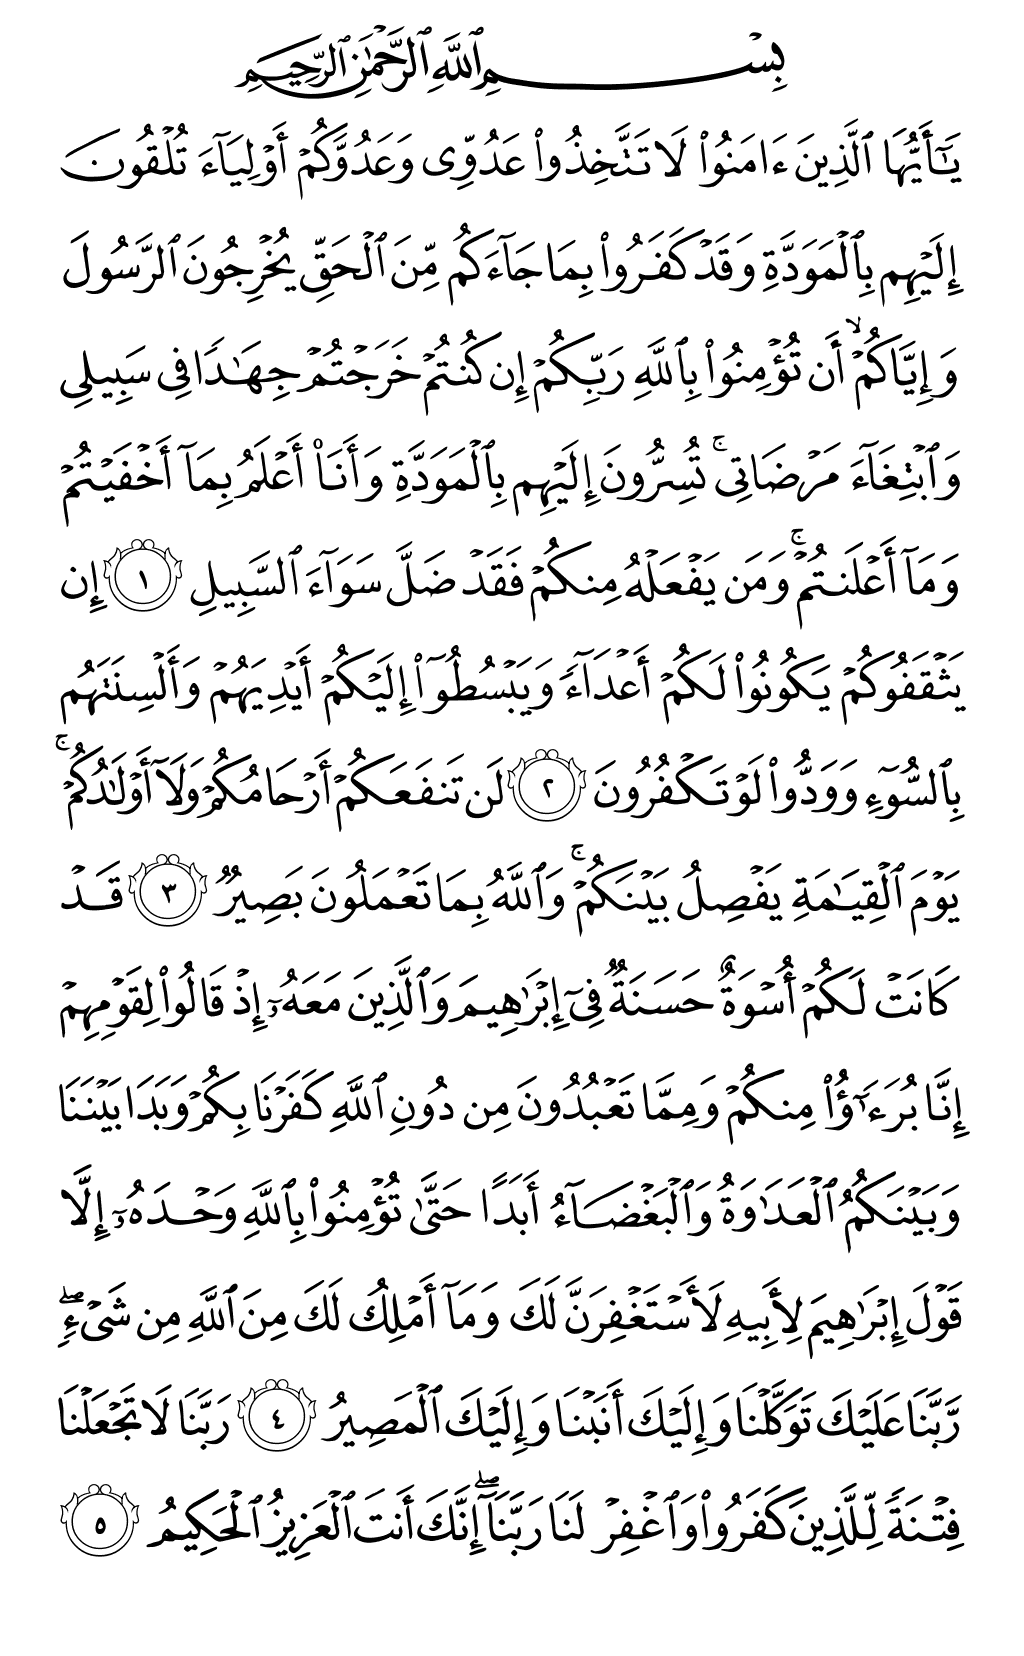 بِسْمِ ٱللَّهِ ٱلرَّحْمَٰنِ ٱلرَّحِيمِ
يَٰٓأَيُّهَا ٱلَّذِينَ ءَامَنُوا۟ لَا تَتَّخِذُوا۟ عَدُوِّى وَعَدُوَّكُمْ أَوْلِيَآءَ تُلْقُونَ
إِلَيْهِم بِٱلْمَوَدَّةِ وَقَدْ كَفَرُوا۟ بِمَا جَآءَكُم مِّنَ ٱلْحَقِّ يُخْرِجُونَ ٱلرَّسُولَ
وَإِيَّاكُمْ ۙ أَن تُؤْمِنُوا۟ بِٱللَّهِ رَبِّكُمْ إِن كُنتُمْ خَرَجْتُمْ جِهَٰدًا فِى سَبِيلِى
وَٱبْتِغَآءَ مَرْضَاتِى ۚ تُسِرُّونَ إِلَيْهِم بِٱلْمَوَدَّةِ وَأَنَا۠ أَعْلَمُ بِمَآ أَخْفَيْتُمْ
وَمَآ أَعْلَنتُمْ ۚ وَمَن يَفْعَلْهُ مِنكُمْ فَقَدْ ضَلَّ سَوَآءَ ٱلسَّبِيلِ ١ إِن
يَثْقَفُوكُمْ يَكُونُوا۟ لَكُمْ أَعْدَآءً وَيَبْسُطُوٓا۟ إِلَيْكُمْ أَيْدِيَهُمْ وَأَلْسِنَتَهُم
بِٱلسُّوٓءِ وَوَدُّوا۟ لَوْ تَكْفُرُونَ ٢ لَن تَنفَعَكُمْ أَرْحَامُكُمْ وَلَآ أَوْلَٰدُكُمْ ۚ
يَوْمَ ٱلْقِيَٰمَةِ يَفْصِلُ بَيْنَكُمْ ۚ وَٱللَّهُ بِمَا تَعْمَلُونَ بَصِيرٌ ٣ قَدْ
كَانَتْ لَكُمْ أُسْوَةٌ حَسَنَةٌ فِىٓ إِبْرَٰهِيمَ وَٱلَّذِينَ مَعَهُۥٓ إِذْ قَالُوا۟ لِقَوْمِهِمْ
إِنَّا بُرَءَٰٓؤُا۟ مِنكُمْ وَمِمَّا تَعْبُدُونَ مِن دُونِ ٱللَّهِ كَفَرْنَا بِكُمْ وَبَدَا بَيْنَنَا
وَبَيْنَكُمُ ٱلْعَدَٰوَةُ وَٱلْبَغْضَآءُ أَبَدًا حَتَّىٰ تُؤْمِنُوا۟ بِٱللَّهِ وَحْدَهُۥٓ إِلَّا
قَوْلَ إِبْرَٰهِيمَ لِأَبِيهِ لَأَسْتَغْفِرَنَّ لَكَ وَمَآ أَمْلِكُ لَكَ مِنَ ٱللَّهِ مِن شَىْءٍ ۖ
رَّبَّنَا عَلَيْكَ تَوَكَّلْنَا وَإِلَيْكَ أَنَبْنَا وَإِلَيْكَ ٱلْمَصِيرُ ٤ رَبَّنَا لَا تَجْعَلْنَا
فِتْنَةً لِّلَّذِينَ كَفَرُوا۟ وَٱغْفِرْ لَنَا رَبَّنَآ ۖ إِنَّكَ أَنتَ ٱلْعَزِيزُ ٱلْحَكِيمُ ٥